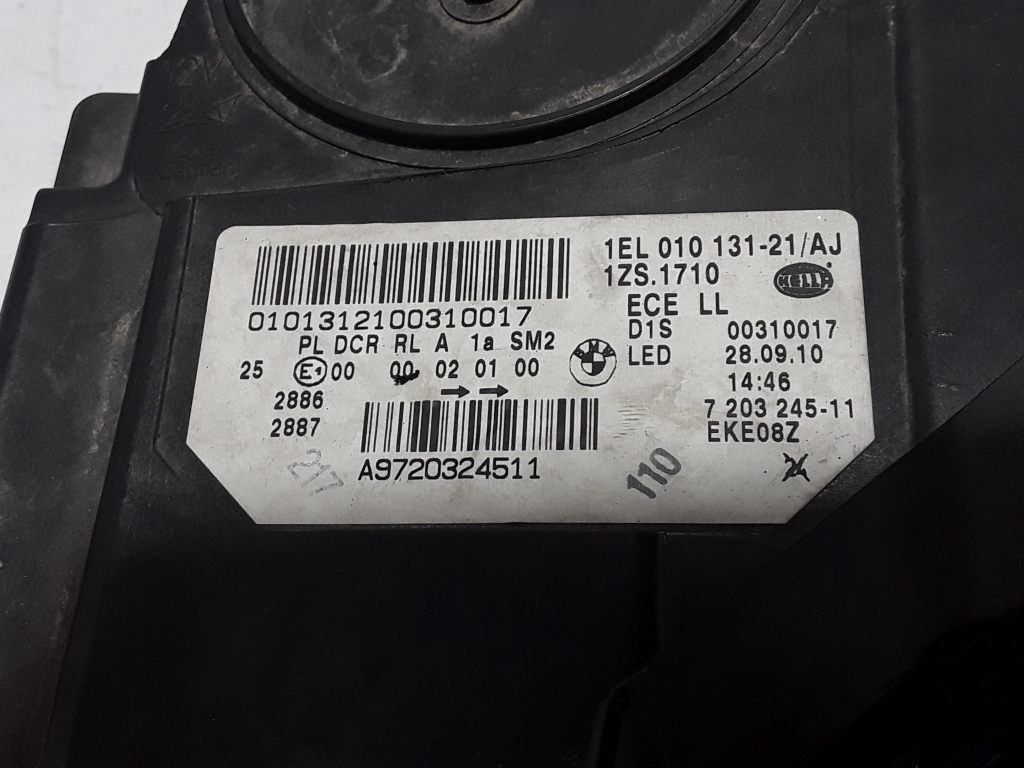 1EL 010 131-21/AJ
1ZS.1710
HELLA
ECE LL
0101312100310017
D1S 00310017
PL DCR RL A 1a SM2
BMW
LED 28.09.10
25 E1 00 00 02 01 00
14:46
2886
7 203 245-11
2887
EKE08Z
A9720324511
217
110